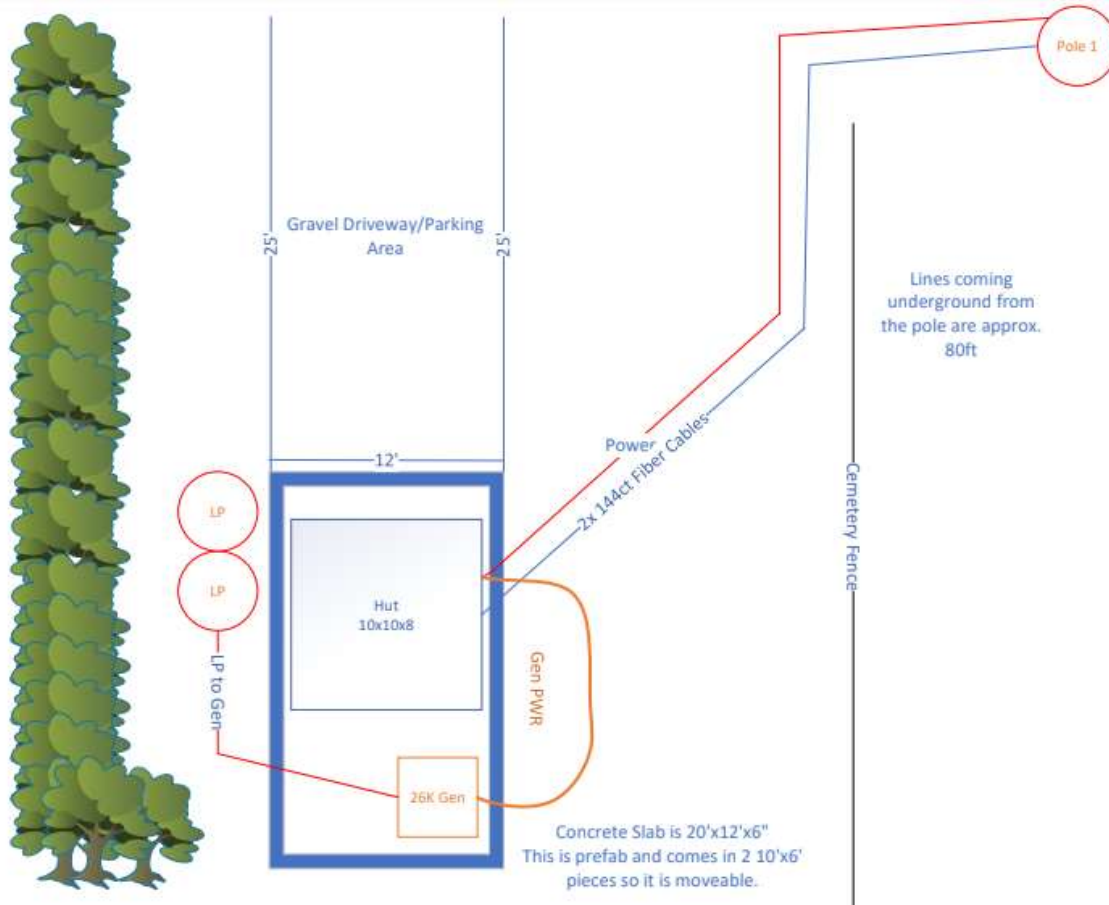 Pole 1
Gravel Driveway/Parking
Area
25'
25'
Lines coming
underground from
the pole are approx.
80ft
12'
Power
2x 144ct Fiber Cables
Cemetery Fence
LP
LP
Hut
10x10x8
LP to Gen
Gen PWR
26K Gen
Concrete Slab is 20'x12'x6"
This is prefab and comes in 2 10'x6'
pieces so it is moveable.